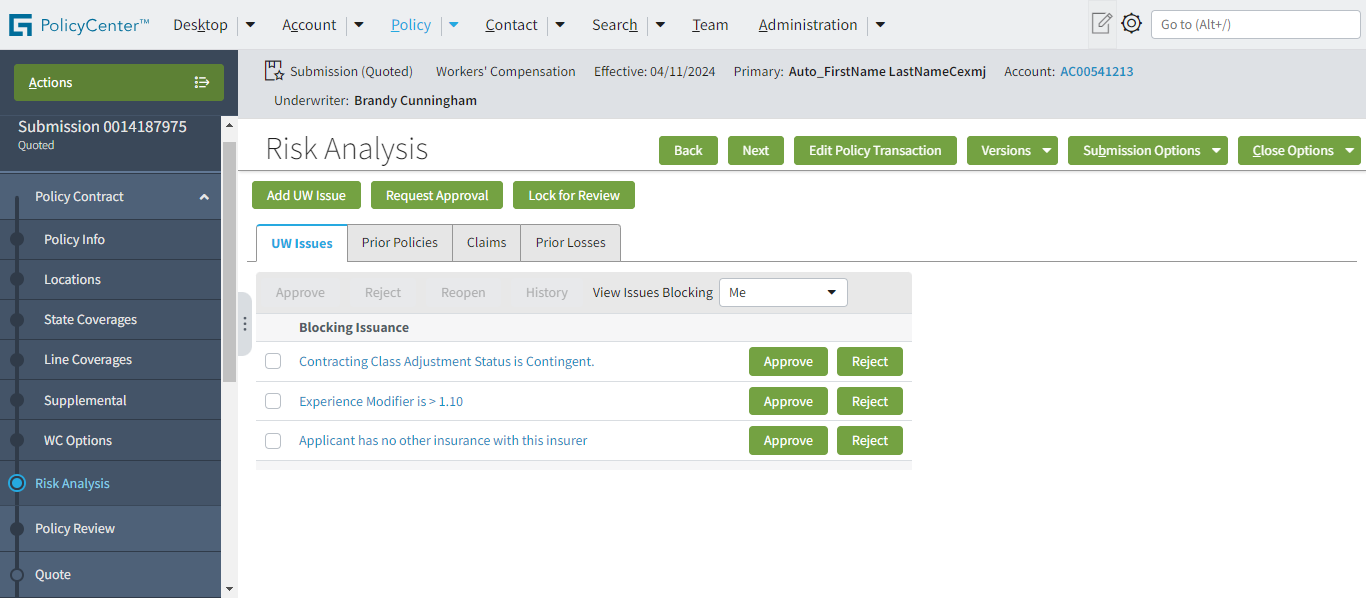 PolicyCenter™ Desktop Account Policy Contact Search Team Administration Go to (Alt+/)
Actions
Submission (Quoted) Workers' Compensation Effective: 04/11/2024 Primary: Auto_FirstName LastNameCexmj Account: AC00541213
Underwriter: Brandy Cunningham
Submission 0014187975
Quoted
Policy Contract
Policy Info
Locations
State Coverages
Line Coverages
Supplemental
WC Options
Risk Analysis
Policy Review
Quote
Risk Analysis
Back Next Edit Policy Transaction Versions Submission Options Close Options
Add UW Issue Request Approval Lock for Review
UW Issues Prior Policies Claims Prior Losses
Approve Reject Reopen History View Issues Blocking Me
Blocking Issuance
Contracting Class Adjustment Status is Contingent. Approve Reject
Experience Modifier is > 1.10 Approve Reject
Applicant has no other insurance with this insurer Approve Reject